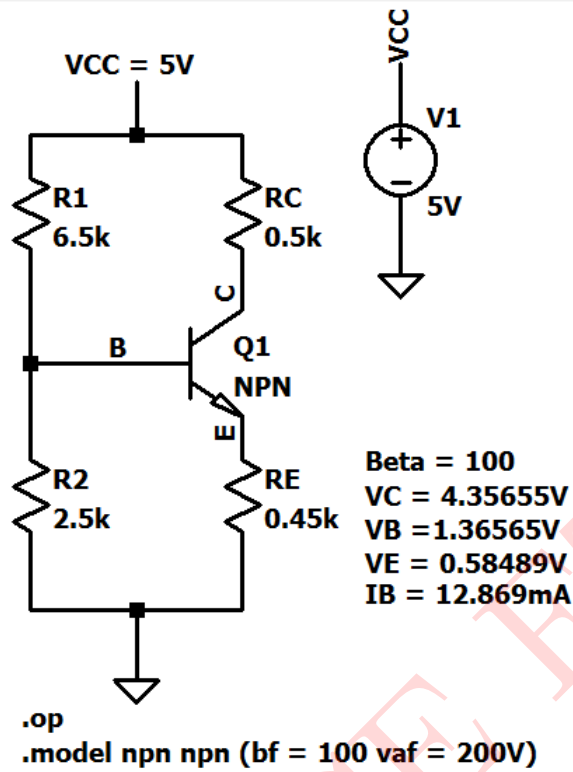 VCC = 5V
VCC
R1
6.5k
RC
0.5k
V1
5V
C
B
Q1
NPN
E
R2
2.5k
RE
0.45k
Beta = 100
VC = 4.35655V
VB =1.36565V
VE = 0.58489V
IB = 12.869mA
.op
.model npn npn (bf = 100 vaf = 200V)